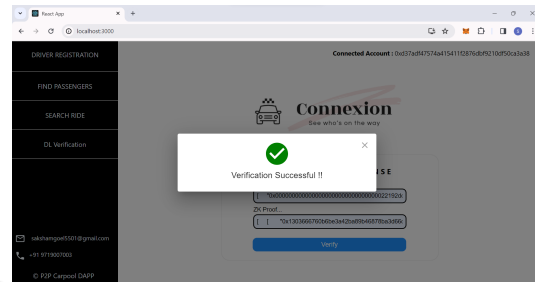 React App
localhost:3000
DRIVER REGISTRATION
Connected Account : 0xd37adf47574a415411f2876dbf9210df50ca3a38
FIND PASSENGERS
SEARCH RIDE
DL Verification
Connexion
See who's on the way
Verification Successful !!
U S E
ZK Proof...
Verify
sakshamgoel5501@gmail.com
+91 9719007003
© P2P Carpool DAPP